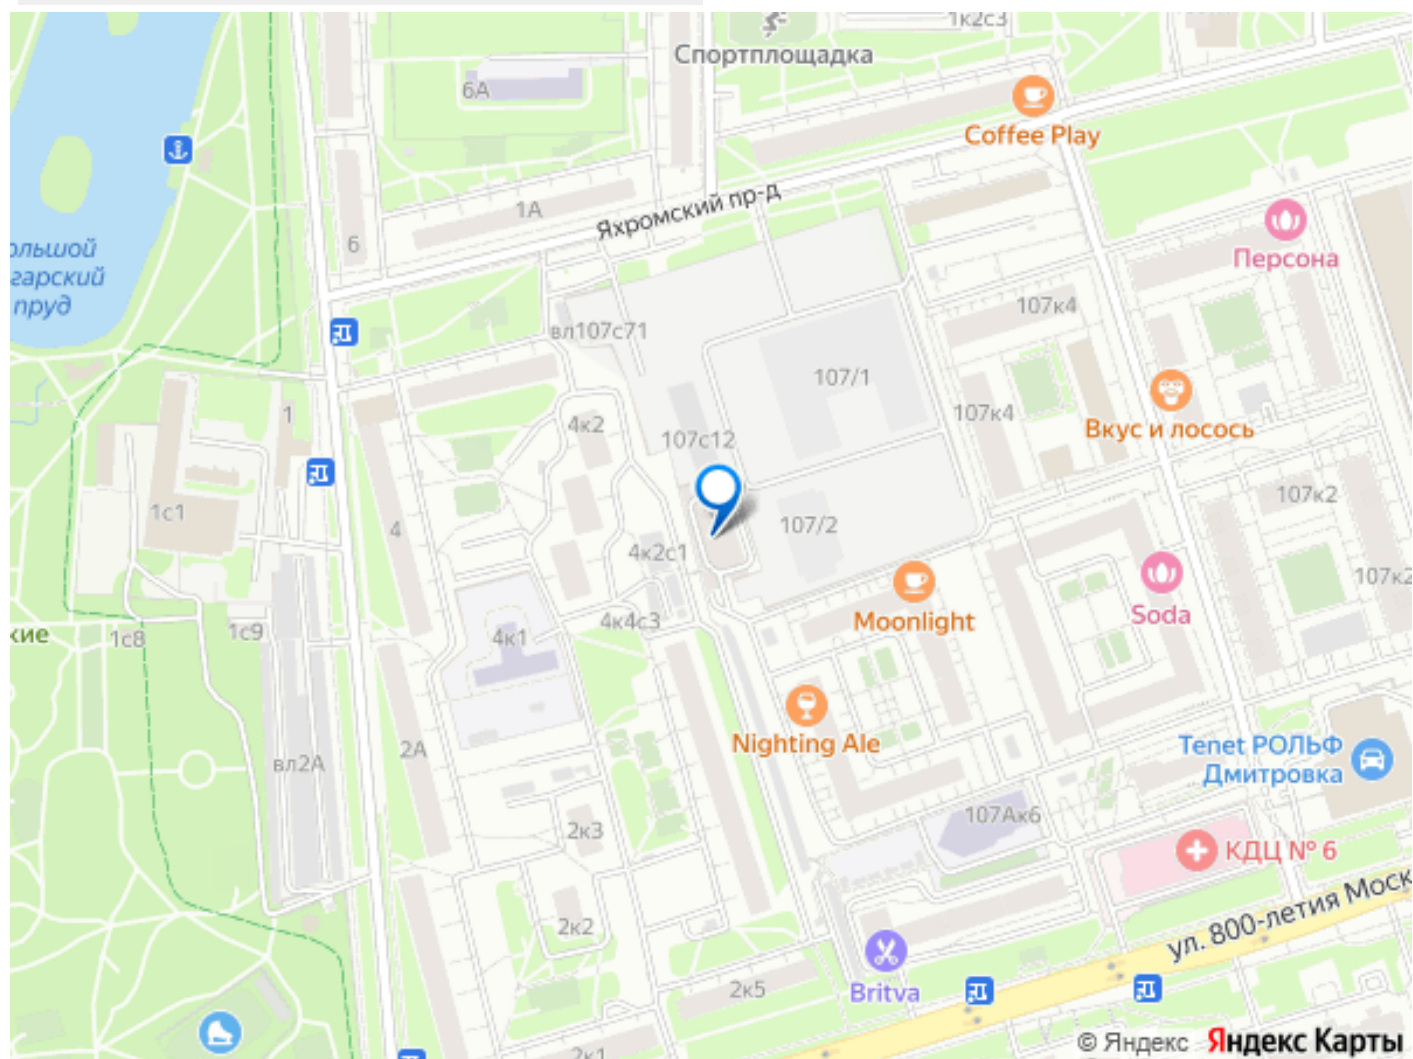 1к2с3
Спортплощадка
6А
Coffee Play
1А
Яхромский пр-д
6
Персона
ольшой
гарский
пруд
вл107с71
107к4
107/1
107к4
4к2
107с12
Вкус и лосось
1
1с1
4
107/2
107к2
4к2с1
107к2
Moonlight
Soda
кие
1с8
1с9
4к1
4к4с3
Nighting Ale
2А
вл2А
Tenet РОЛЬФ
Дмитровка
107Ак6
2к3
КДЦ № 6
2к2
ул. 800-летия Моск
2к5
Britva
2к1
© Яндекс Яндекс Карты